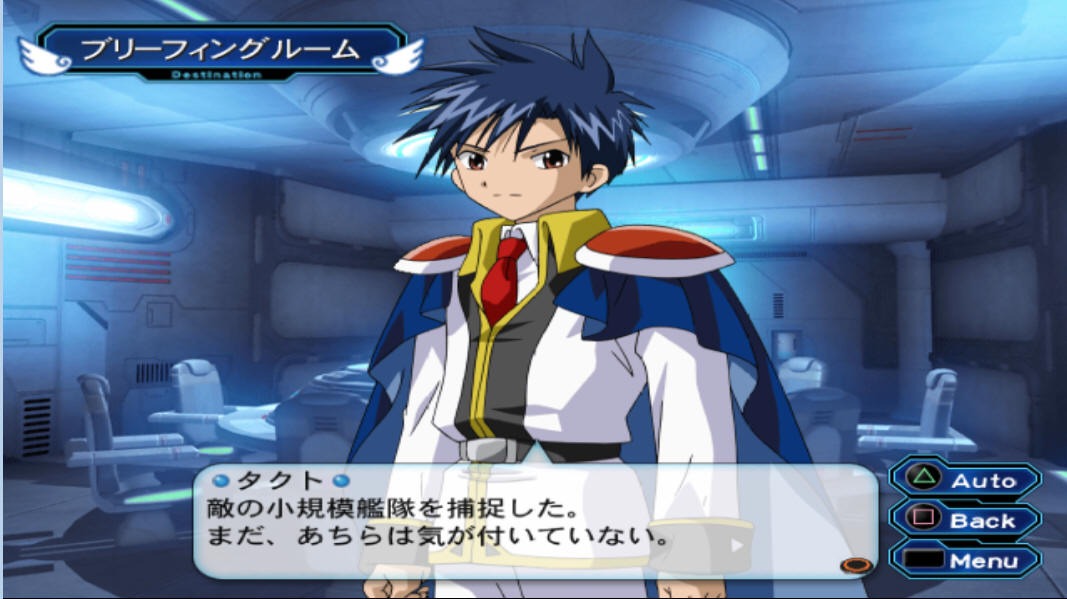 ブリーフィングルーム
Destination
タクト
敵の小規模艦隊を捕捉した。
まだ、あちらは気が付いていない。
Auto
Back
Menu